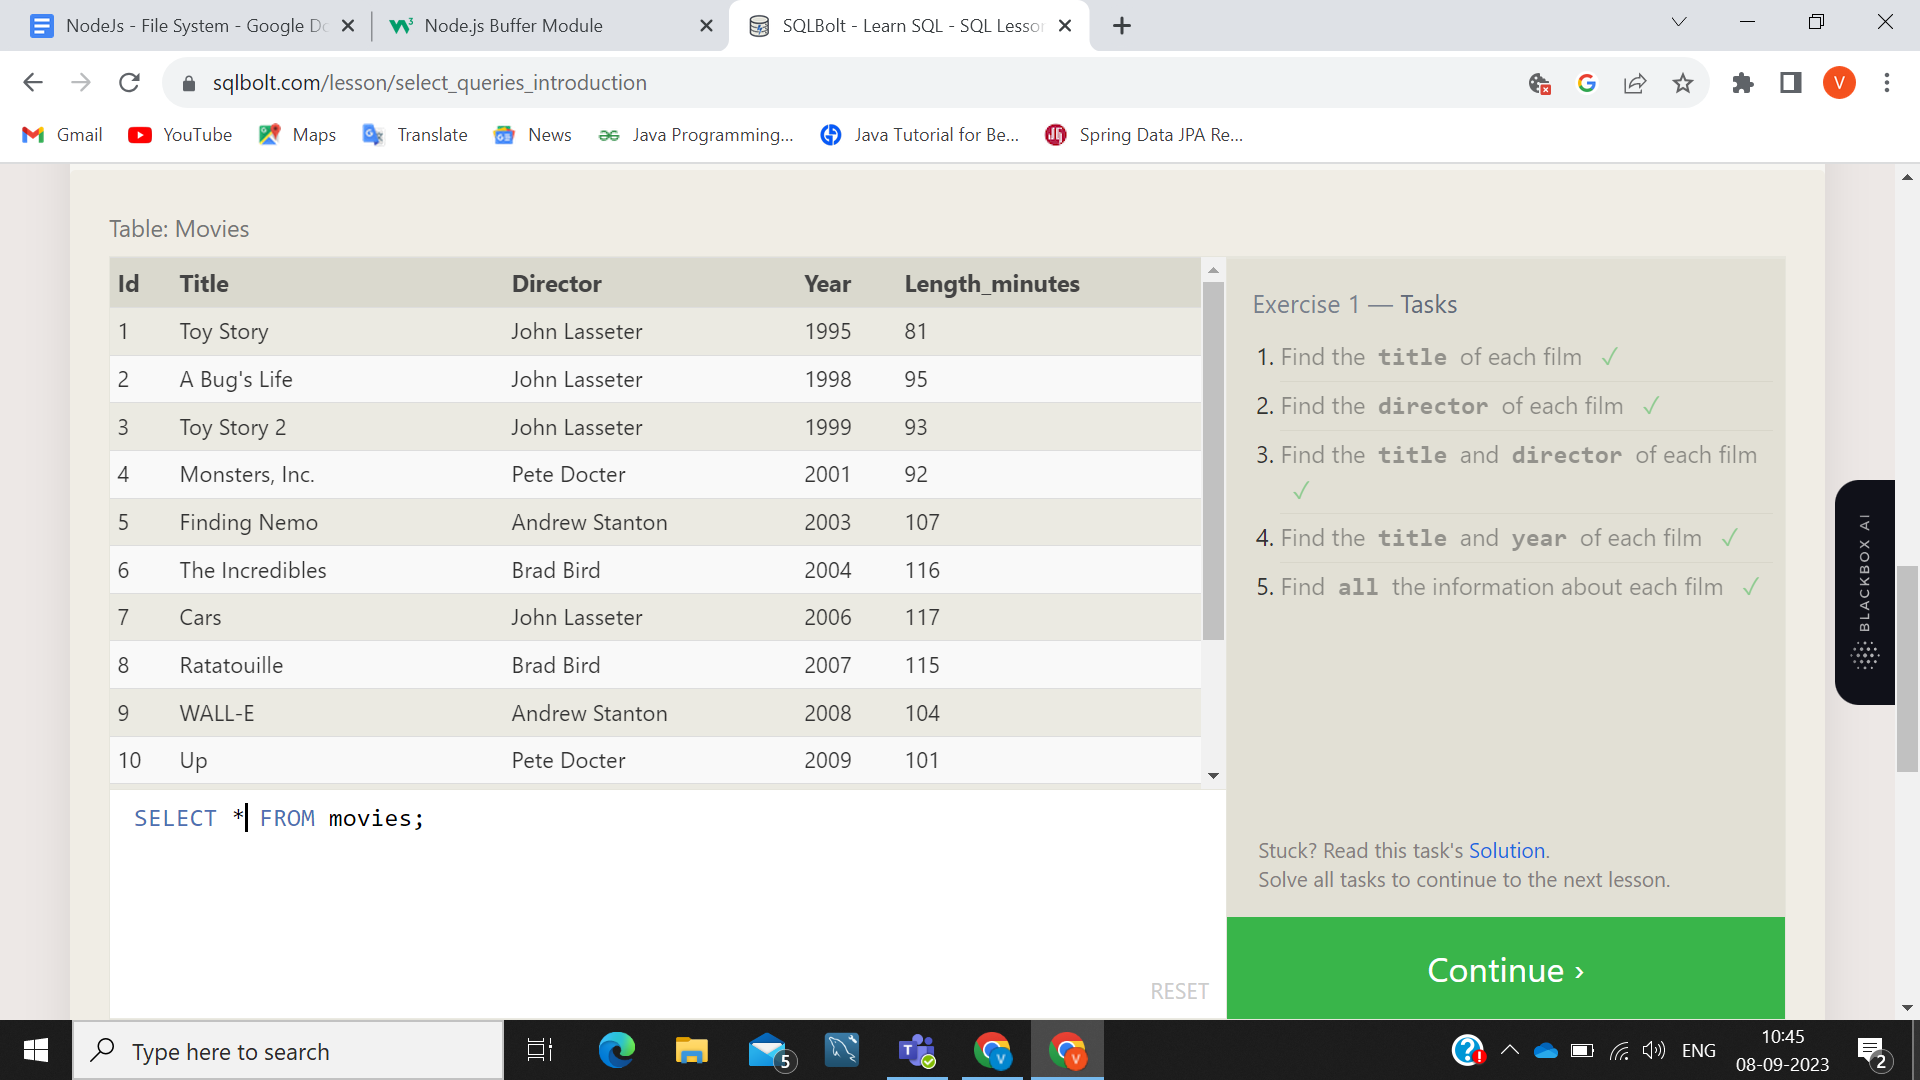 NodeJs - File System - Google Do
Node.js Buffer Module
SQLBolt - Learn SQL - SQL Lesson
sqlbolt.com/lesson/select_queries_introduction
V
Gmail
YouTube
Maps
Translate
News
Java Programming...
Java Tutorial for Be...
Spring Data JPA Re...
Table: Movies
Id Title Director Year Length_minutes
1 Toy Story John Lasseter 1995 81
2 A Bug's Life John Lasseter 1998 95
3 Toy Story 2 John Lasseter 1999 93
4 Monsters, Inc. Pete Docter 2001 92
5 Finding Nemo Andrew Stanton 2003 107
6 The Incredibles Brad Bird 2004 116
7 Cars John Lasseter 2006 117
8 Ratatouille Brad Bird 2007 115
9 WALL-E Andrew Stanton 2008 104
10 Up Pete Docter 2009 101
SELECT * FROM movies;
RESET
Exercise 1 — Tasks
1. Find the title of each film ✓
2. Find the director of each film ✓
3. Find the title and director of each film
✓
4. Find the title and year of each film ✓
5. Find all the information about each film ✓
Stuck? Read this task's Solution.
Solve all tasks to continue to the next lesson.
Continue ›
BLACKBOX AI
Type here to search
5
ENG
10:45
08-09-2023
2